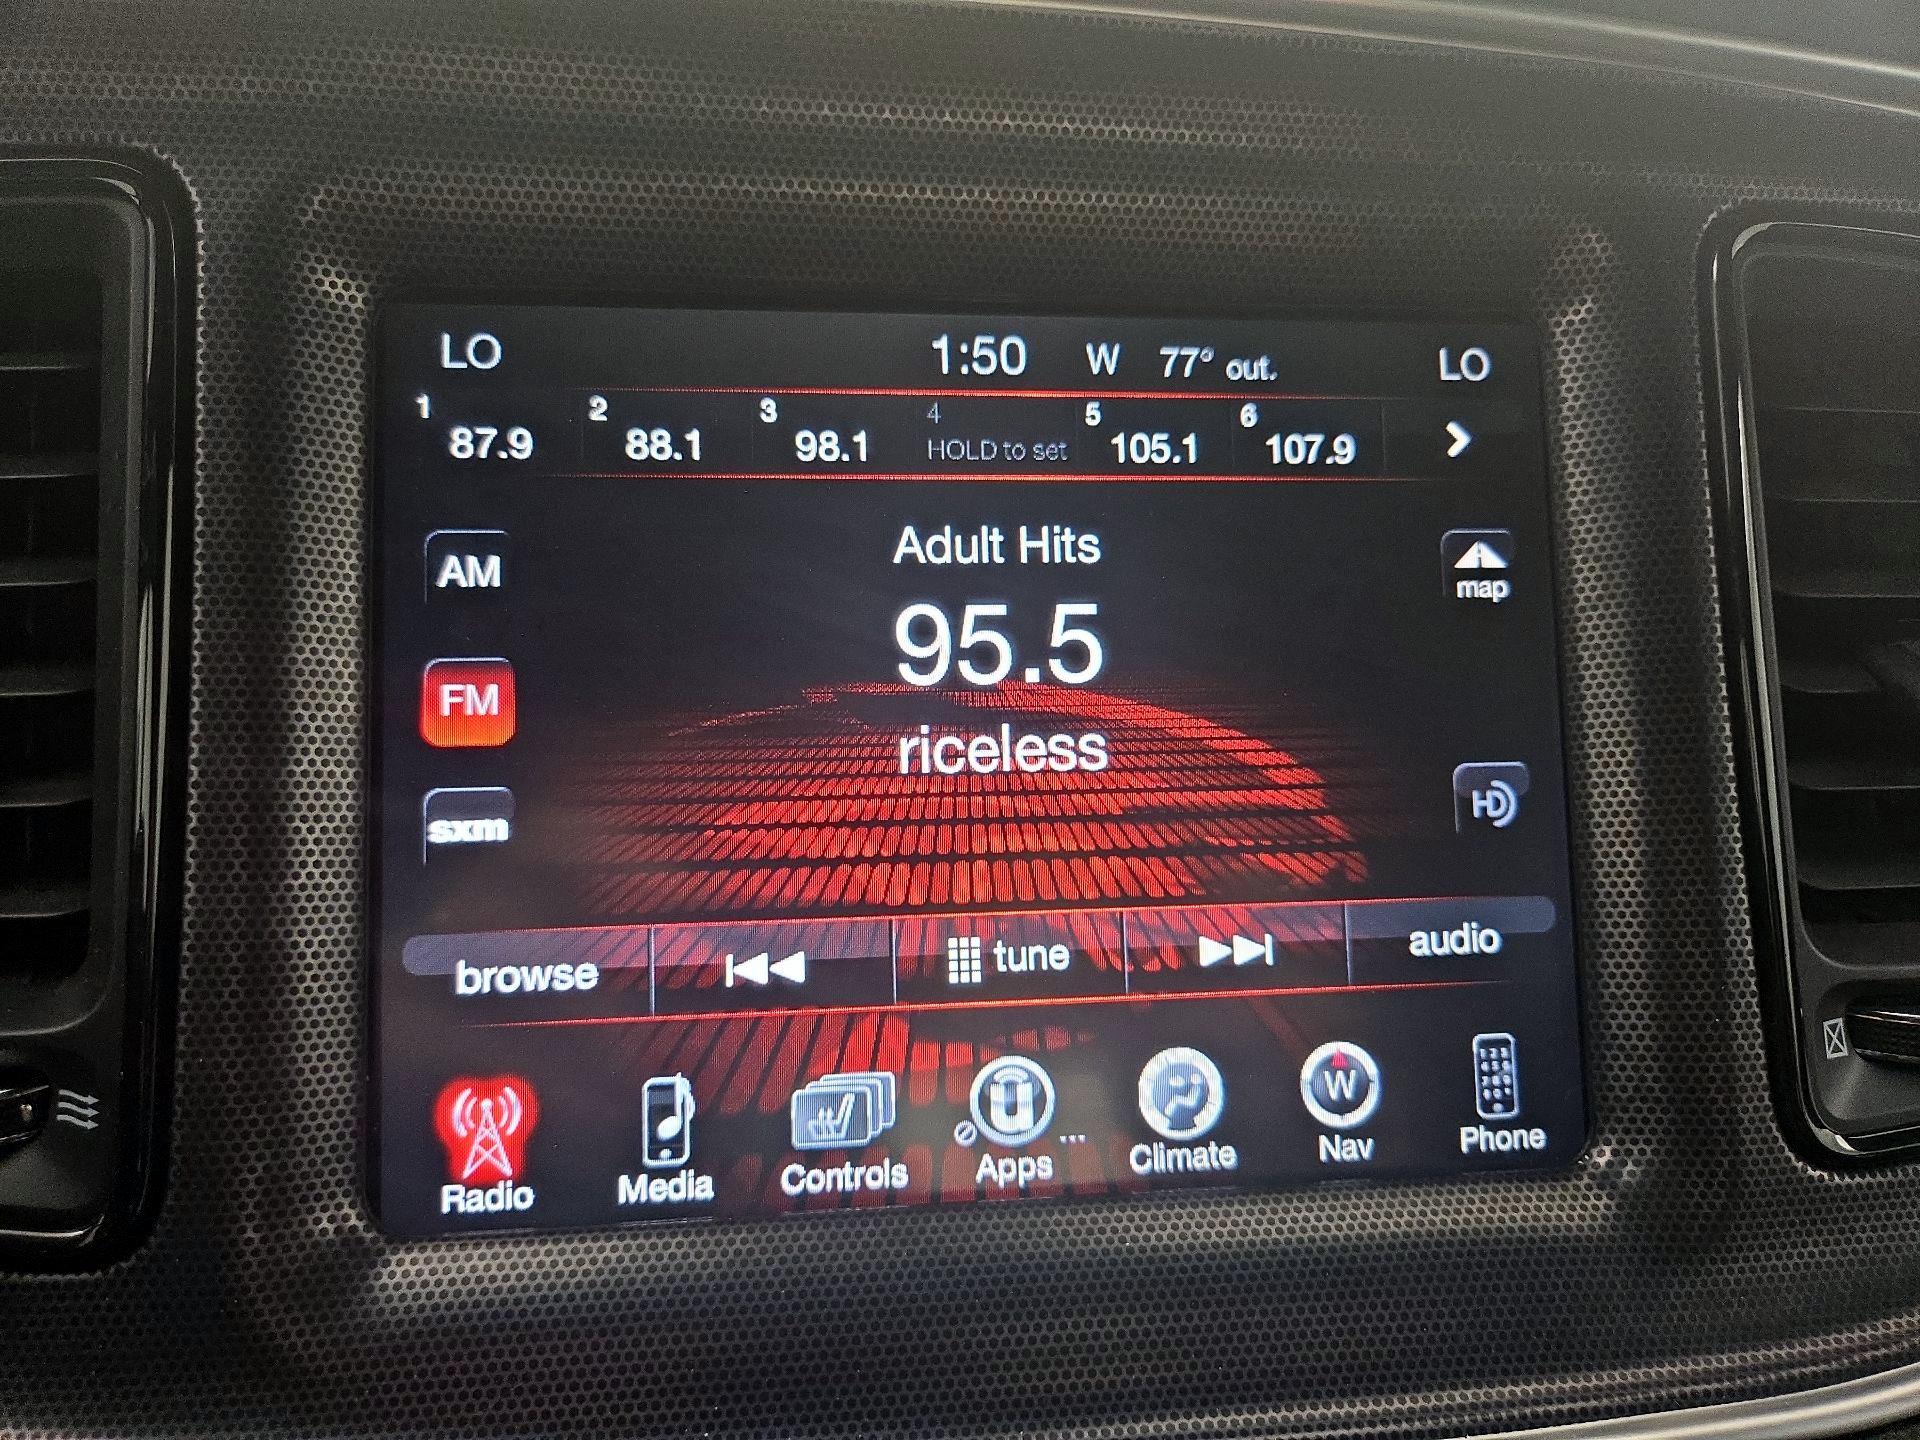 LO 1:50 W 77° out. LO
1 2 3 4 5 6
87.9 88.1 98.1 HOLD to set 105.1 107.9
Adult Hits
AM
map
95.5
FM
riceless
HD
sxm
browse tune audio
W
Radio Media Controls Apps ... Climate Nav Phone